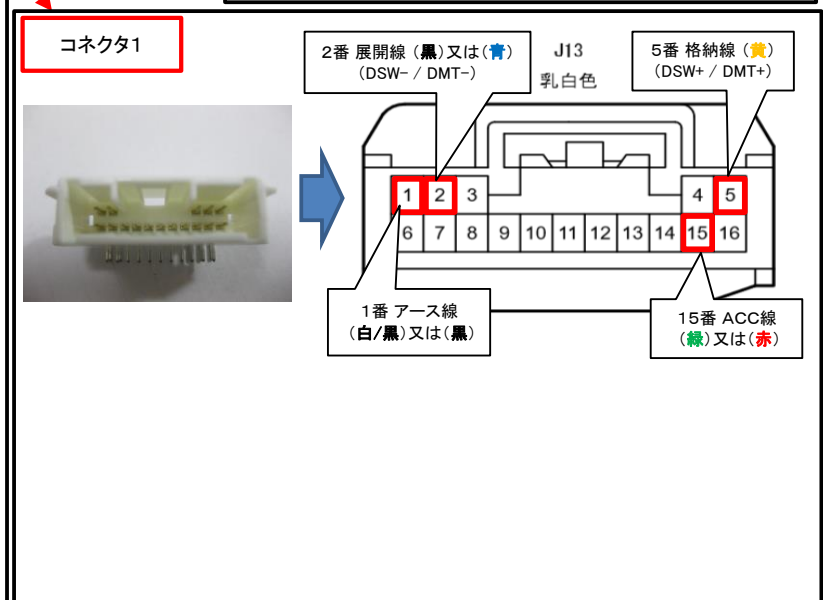 コネクタ1
2番 展開線 (黒)又は(青)
(DSW- / DMT-)
J13
乳白色
5番 格納線 (黄)
(DSW+ / DMT+)
1 2 3 4 5
6 7 8 9 10 11 12 13 14 15 16
1番 アース線
(白/黒)又は(黒)
15番 ACC線
(緑)又は(赤)